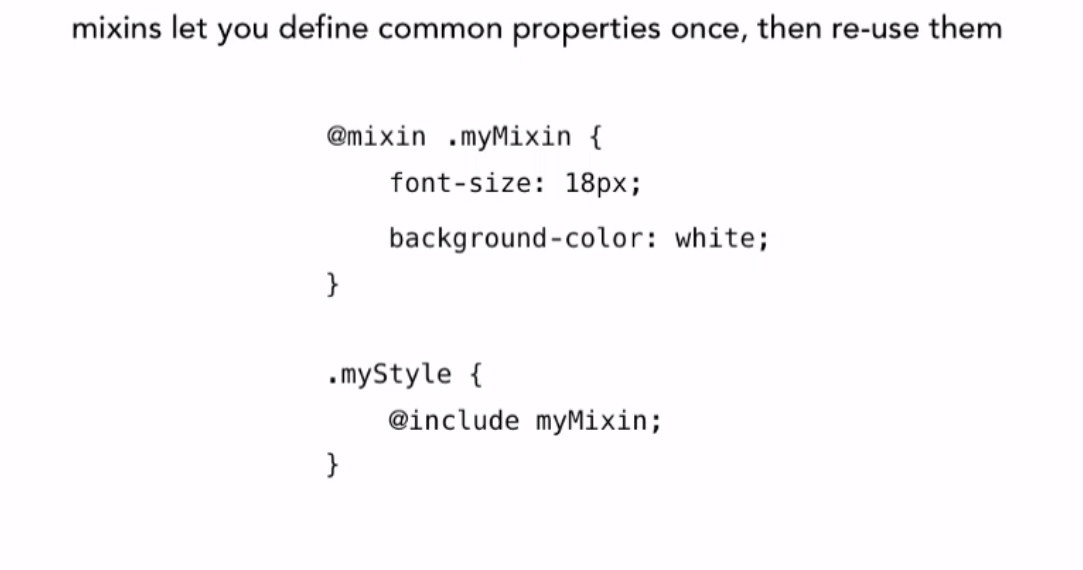 mixins let you define common properties once, then re-use them
@mixin .myMixin {
font-size: 18px;
background-color: white;
}
.myStyle {
@include myMixin;
}